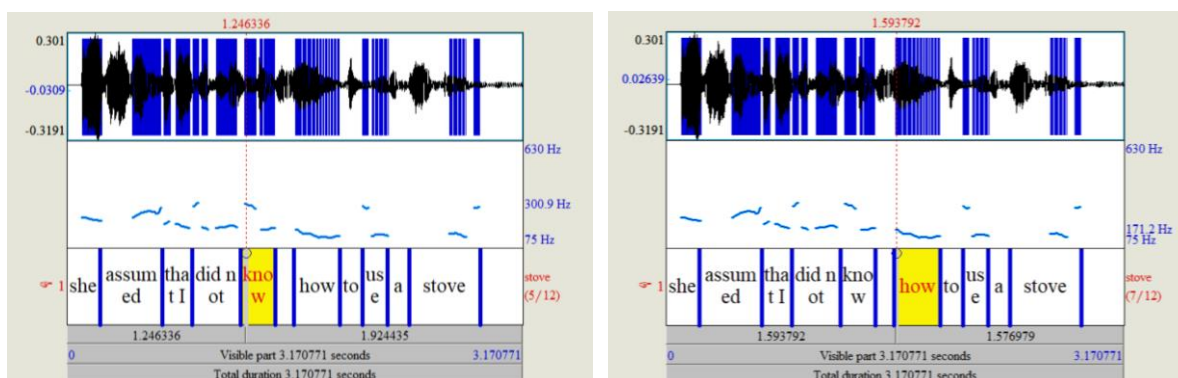 1.246336
0.301
-0.0309
-0.3191
630 Hz
300.9 Hz
75 Hz
☞ 1
she
assum
ed
tha
t I
did n
ot
kno
w
how
to
us
e
a
stove
stove
(5/12)
1.246336
1.924435
0
Visible part 3.170771 seconds
3.170771
Total duration 3.170771 seconds
1.593792
0.301
0.02639
-0.3191
630 Hz
171.2 Hz
75 Hz
☞ 1
she
assum
ed
tha
t I
did n
ot
kno
w
how
to
us
e
a
stove
stove
(7/12)
1.593792
1.576979
0
Visible part 3.170771 seconds
3.170771
Total duration 3.170771 seconds